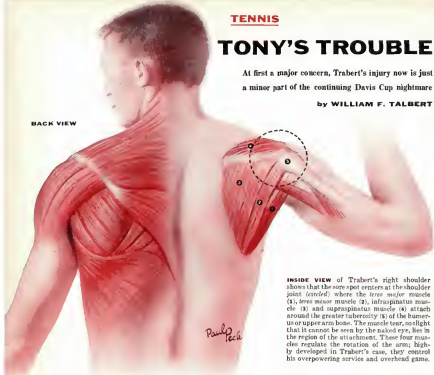 TENNIS
TONY'S TROUBLE
At first a major concern, Trabert's injury now is just
a minor part of the continuing Davis Cup nightmare
by WILLIAM F. TALBERT
BACK VIEW
INSIDE VIEW of Trabert's right shoulder
shows that the sore spot centers at the shoulder
joint (circled) where the teres major muscle
(1), teres minor muscle (2), infraspinatus mus-
cle (3) and supraspinatus muscle (4) attach
around the greater tuberosity (5) of the humer-
us or upper arm bone. The muscle tear, so slight
that it cannot be seen by the naked eye, lies in
the region of the attachment. These four mus-
cles regulate the rotation of the arm; high-
ly developed in Trabert's case, they control
his overpowering service and overhead game.
Paul Peck